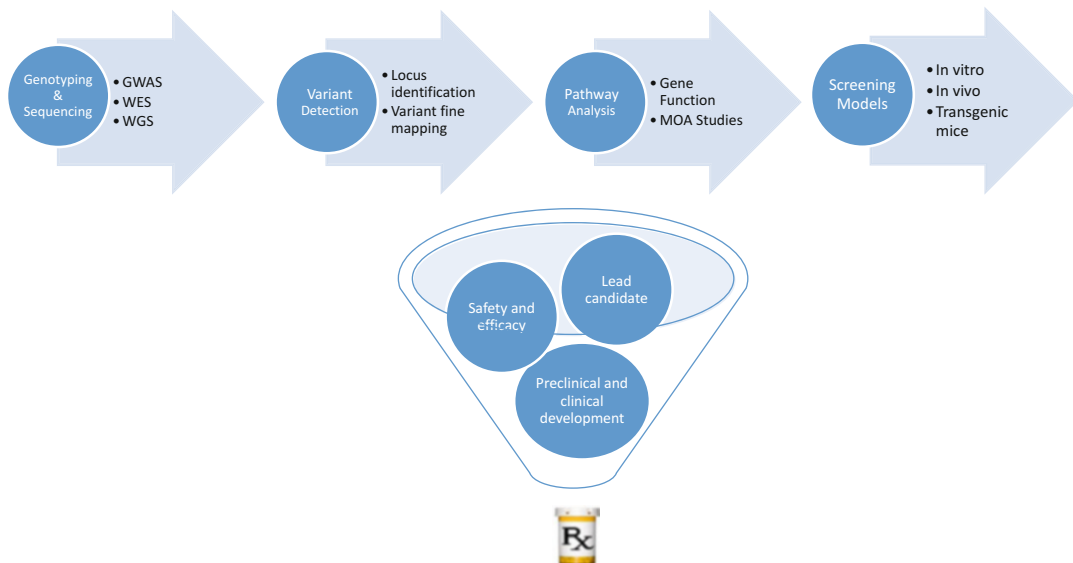 Genotyping
&
Sequencing
• GWAS
• WES
• WGS
Variant
Detection
• Locus
identification
• Variant fine
mapping
Pathway
Analysis
• Gene
Function
• MOA Studies
Screening
Models
• In vitro
• In vivo
• Transgenic
mice
Lead
candidate
Safety and
efficacy
Preclinical and
clinical
development
Rx